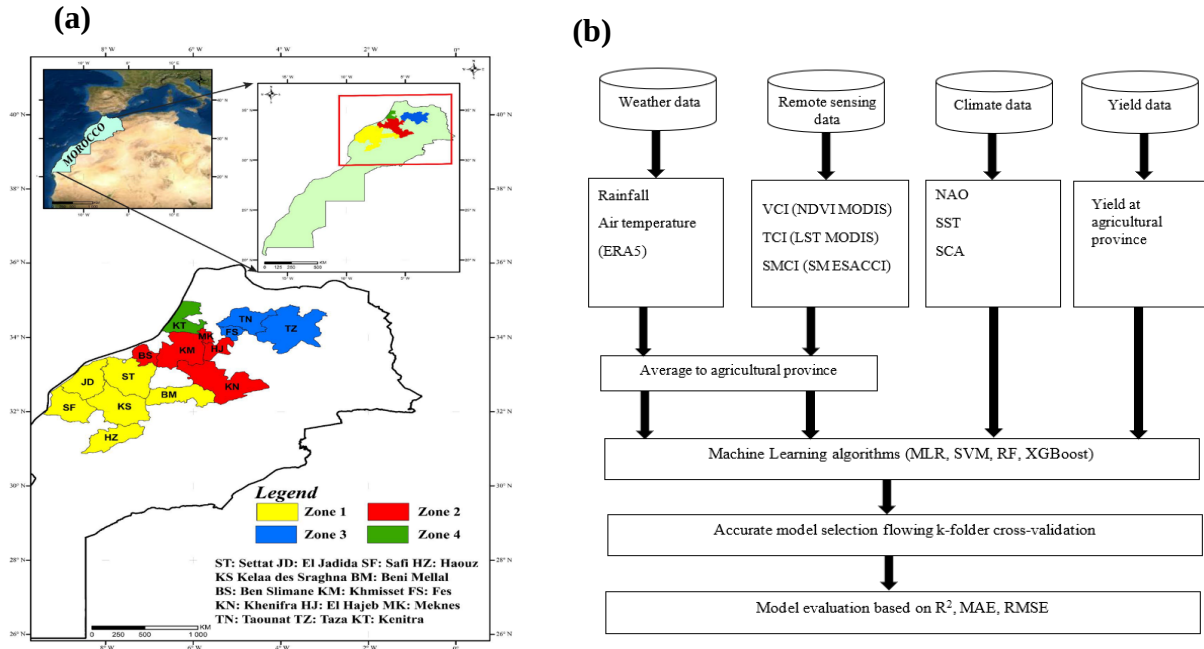 (a)
MOROCCO
8° W
6° W
4° W
2° W
0°
40° N
38° N
36° N
34° N
32° N
30° N
28° N
26° N
KM
KT
MK
TN
FS
TZ
BS
KM
HJ
ST
JD
KN
BM
SF
KS
HZ
Legend
Zone 1
Zone 2
Zone 3
Zone 4
ST: Settat JD: El Jadida SF: Safi HZ: Haouz
KS Kelaa des Sraghna BM: Beni Mellal
BS: Ben Slimane KM: Khmisset FS: Fes
KN: Khenifra HJ: El Hajeb MK: Meknes
TN: Taounat TZ: Taza KT: Kenitra
KM
0 250 500 1 000
8° W
6° W
4° W
2° W
0°
(b)
Weather data
Remote sensing
data
Climate data
Yield data
Rainfall
Air temperature
(ERA5)
VCI (NDVI MODIS)
TCI (LST MODIS)
SMCI (SM ESACCI)
NAO
SST
SCA
Yield at
agricultural
province
Average to agricultural province
Machine Learning algorithms (MLR, SVM, RF, XGBoost)
Accurate model selection flowing k-folder cross-validation
Model evaluation based on R², MAE, RMSE